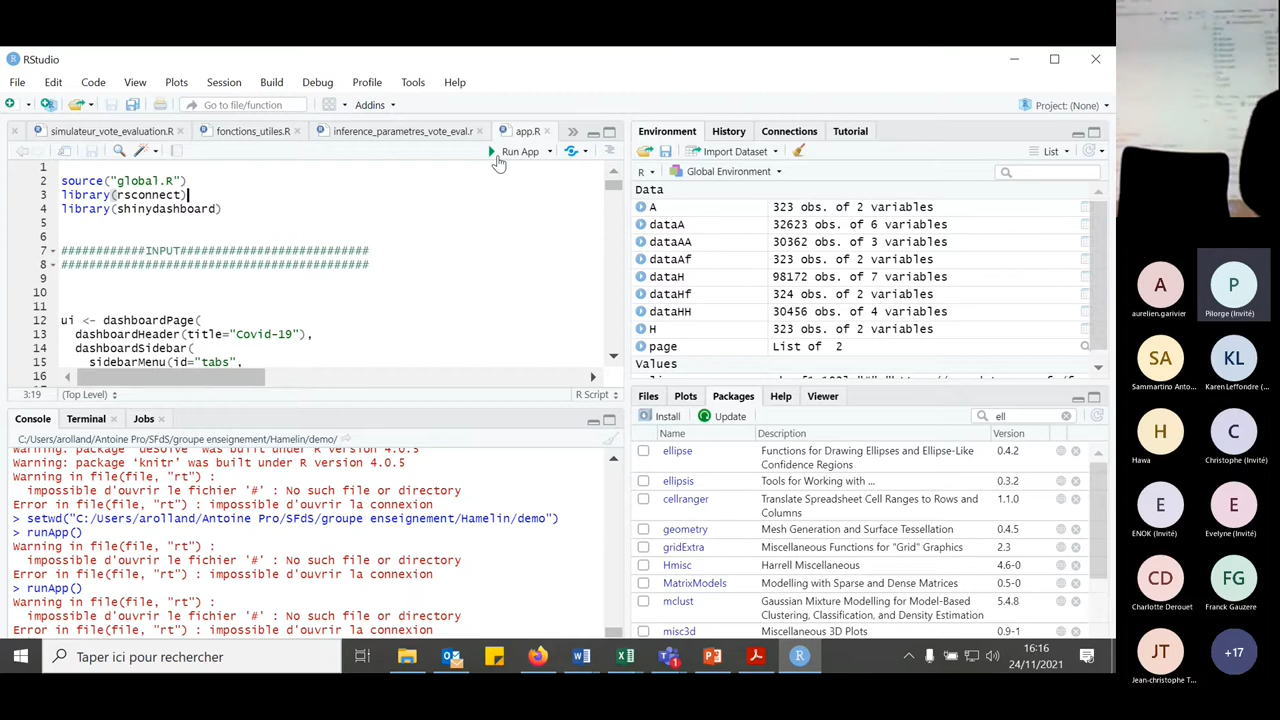 RStudio
File Edit Code View Plots Session Build Debug Profile Tools Help
Go to file/function Addins Project: (None)
simulateur_vote_evaluation.R fonctions_utiles.R inference_parametres_vote_eval.r app.R
Run App
1
2 source("global.R")
3 library(rsconnect)
4 library(shinydashboard)
5
6
7 ############INPUT###########################
8 ############################################
9
10
11
12 ui <- dashboardPage(
13 dashboardHeader(title="Covid-19"),
14 dashboardSidebar(
15 sidebarMenu(id="tabs",
16
3:19 (Top Level) R Script
Console Terminal Jobs
C:/Users/arolland/Antoine Pro/SFdS/groupe enseignement/Hamelin/demo/
Warning: package 'deSolve' was built under R version 4.0.5
Warning: package 'knitr' was built under R version 4.0.5
Warning in file(file, "rt") :
impossible d'ouvrir le fichier '#' : No such file or directory
Error in file(file, "rt") : impossible d'ouvrir la connexion
> setwd("C:/Users/arolland/Antoine Pro/SFdS/groupe enseignement/Hamelin/demo")
> runApp()
Warning in file(file, "rt") :
impossible d'ouvrir le fichier '#' : No such file or directory
Error in file(file, "rt") : impossible d'ouvrir la connexion
> runApp()
Warning in file(file, "rt") :
impossible d'ouvrir le fichier '#' : No such file or directory
Error in file(file, "rt") : impossible d'ouvrir la connexion
Environment History Connections Tutorial
Import Dataset List
R Global Environment
Data
A 323 obs. of 2 variables
dataA 32623 obs. of 6 variables
dataAA 30362 obs. of 3 variables
dataAf 323 obs. of 2 variables
dataH 98172 obs. of 7 variables
dataHf 324 obs. of 2 variables
dataHH 30456 obs. of 4 variables
H 323 obs. of 2 variables
page List of 2
Values
Files Plots Packages Help Viewer
Install Update ell
Name Description Version
ellipse Functions for Drawing Ellipses and Ellipse-Like 0.4.2
Confidence Regions
ellipsis Tools for Working with ... 0.3.2
cellranger Translate Spreadsheet Cell Ranges to Rows and 1.1.0
Columns
geometry Mesh Generation and Surface Tessellation 0.4.5
gridExtra Miscellaneous Functions for "Grid" Graphics 2.3
Hmisc Harrell Miscellaneous 4.6-0
MatrixModels Modelling with Sparse and Dense Matrices 0.5-0
mclust Gaussian Mixture Modelling for Model-Based 5.4.8
Clustering, Classification, and Density Estimation
misc3d Miscellaneous 3D Plots 0.9-1
Taper ici pour rechercher
16:16
24/11/2021
A P
aurelien.garivier Pilorge (Invité)
SA KL
Sammartino Anto... Karen Leffondre (...
H C
Hawa Christophe (Invité)
E E
ENOK (Invité) Evelyne (Invité)
CD FG
Charlotte Derouet Franck Gauzere
JT +17
Jean-christophe T...